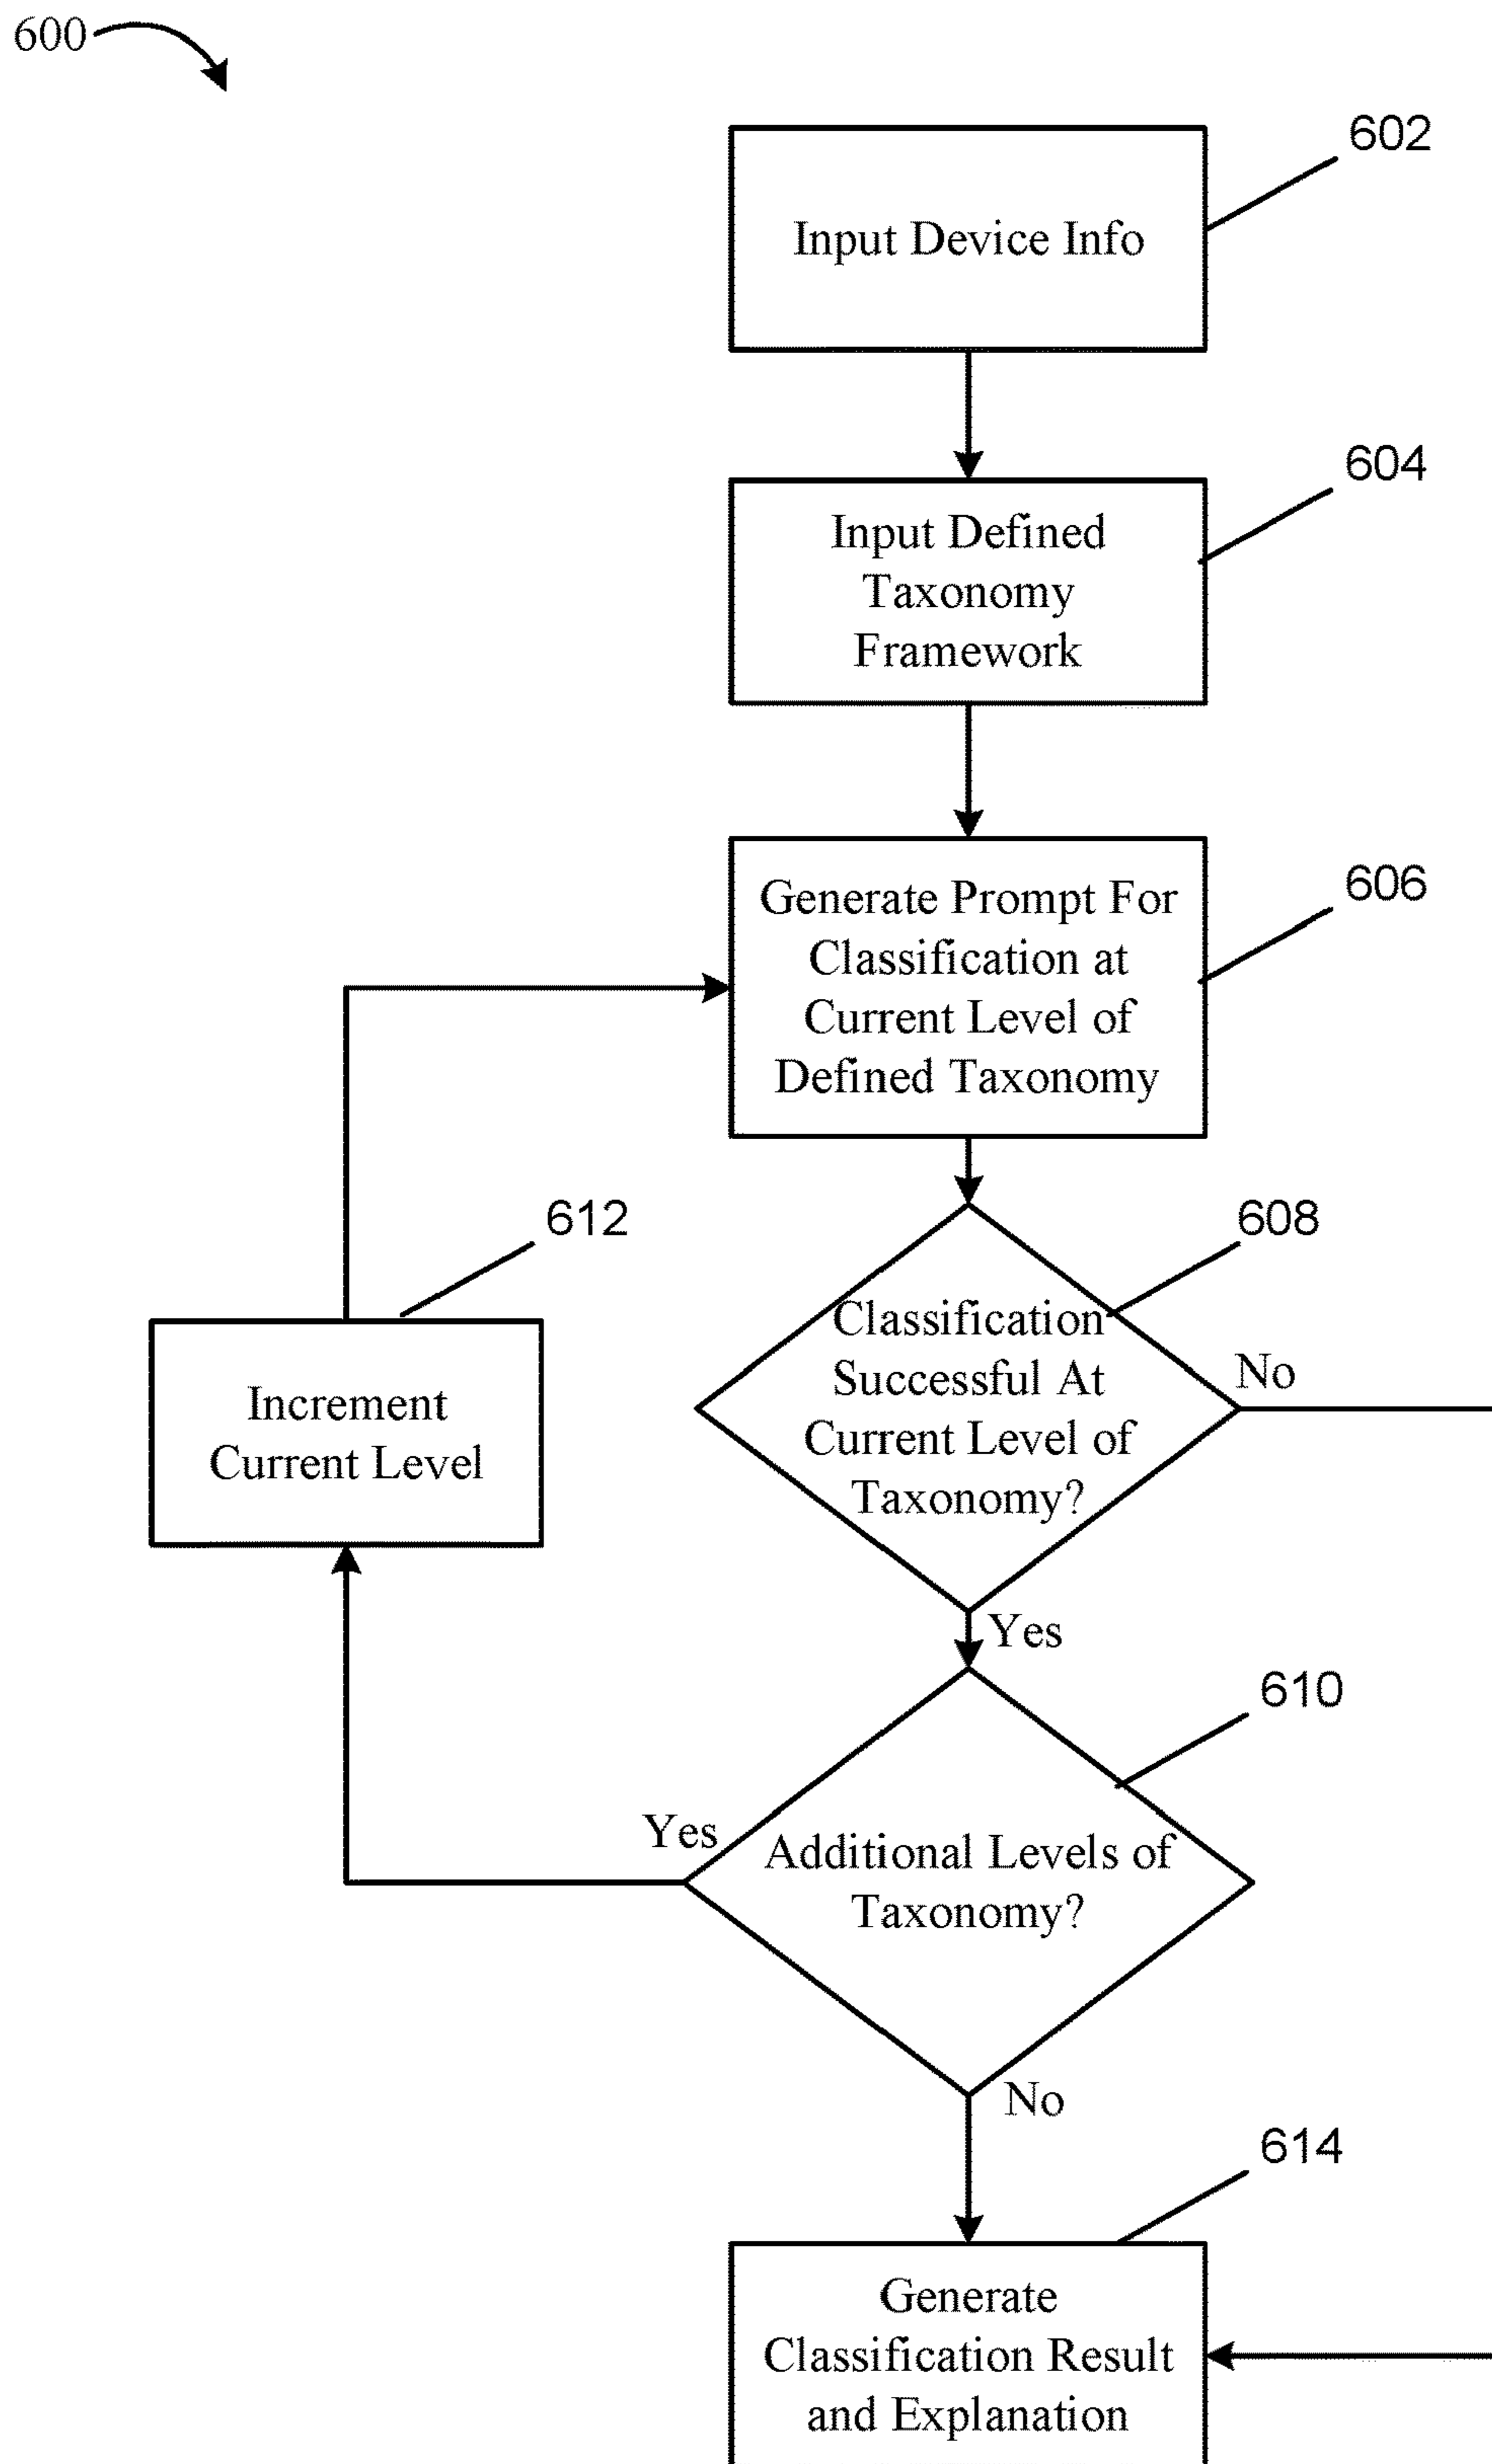 600
602
Input Device Info
604
Input Defined
Taxonomy
Framework
606
Generate Prompt For
Classification at
Current Level of
Defined Taxonomy
612
608
Classification
Successful At
Current Level of
Taxonomy?
No
Increment
Current Level
Yes
610
Yes
Additional Levels of
Taxonomy?
No
614
Generate
Classification Result
and Explanation